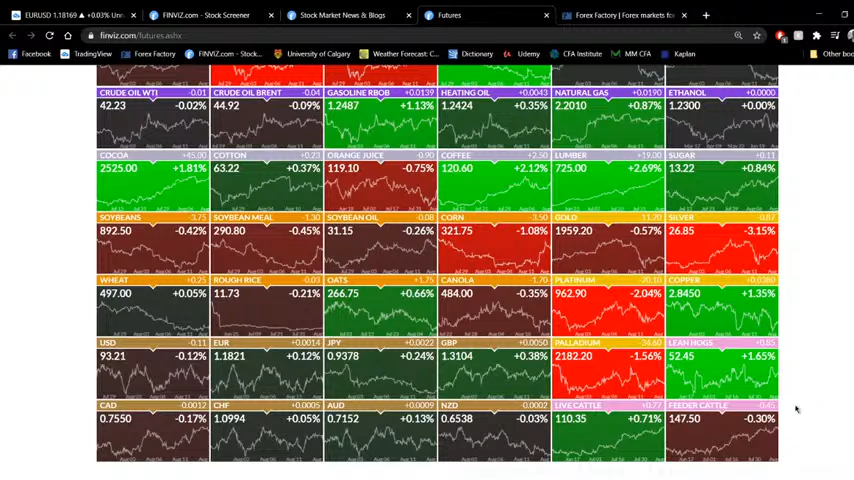 EURUSD 1.18169 ▲ +0.03% Unn
FINVIZ.com - Stock Screener
Stock Market News & Blogs
Futures
Forex Factory | Forex markets for
finviz.com/futures.ashx
Facebook TradingView Forex Factory FINVIZ.com - Stock... University of Calgary Weather Forecast: C... Dictionary Udemy CFA Institute MM CFA Kaplan Other boo
CRUDE OIL WTI -0.01 CRUDE OIL BRENT -0.04 GASOLINE RBOB +0.0139 HEATING OIL +0.0043 NATURAL GAS +0.0190 ETHANOL +0.0000
42.23 -0.02% 44.92 -0.09% 1.2487 +1.13% 1.2424 +0.35% 2.2010 +0.87% 1.2300 +0.00%
COCOA +45.00 COTTON +0.23 ORANGE JUICE -0.90 COFFEE +2.50 LUMBER +19.00 SUGAR +0.11
2525.00 +1.81% 63.22 +0.37% 119.10 -0.75% 120.60 +2.12% 725.00 +2.69% 13.22 +0.84%
SOYBEANS -3.75 SOYBEAN MEAL -1.30 SOYBEAN OIL -0.08 CORN -3.50 GOLD -11.20 SILVER -0.87
892.50 -0.42% 290.80 -0.45% 31.15 -0.26% 321.75 -1.08% 1959.20 -0.57% 26.85 -3.15%
WHEAT +0.25 ROUGH RICE -0.03 OATS +1.75 CANOLA -1.70 PLATINUM -20.10 COPPER +0.0380
497.00 +0.05% 11.73 -0.21% 266.75 +0.66% 484.00 -0.35% 962.90 -2.04% 2.8450 +1.35%
USD -0.11 EUR +0.0014 JPY +0.0022 GBP +0.0050 PALLADIUM -34.60 LEAN HOGS +0.85
93.21 -0.12% 1.1821 +0.12% 0.9378 +0.24% 1.3104 +0.38% 2182.20 -1.56% 52.45 +1.65%
CAD -0.0012 CHF +0.0005 AUD +0.0009 NZD -0.0002 LIVE CATTLE +0.77 FEEDER CATTLE -0.45
0.7550 -0.17% 1.0994 +0.05% 0.7152 +0.13% 0.6538 -0.03% 110.35 +0.71% 147.50 -0.30%